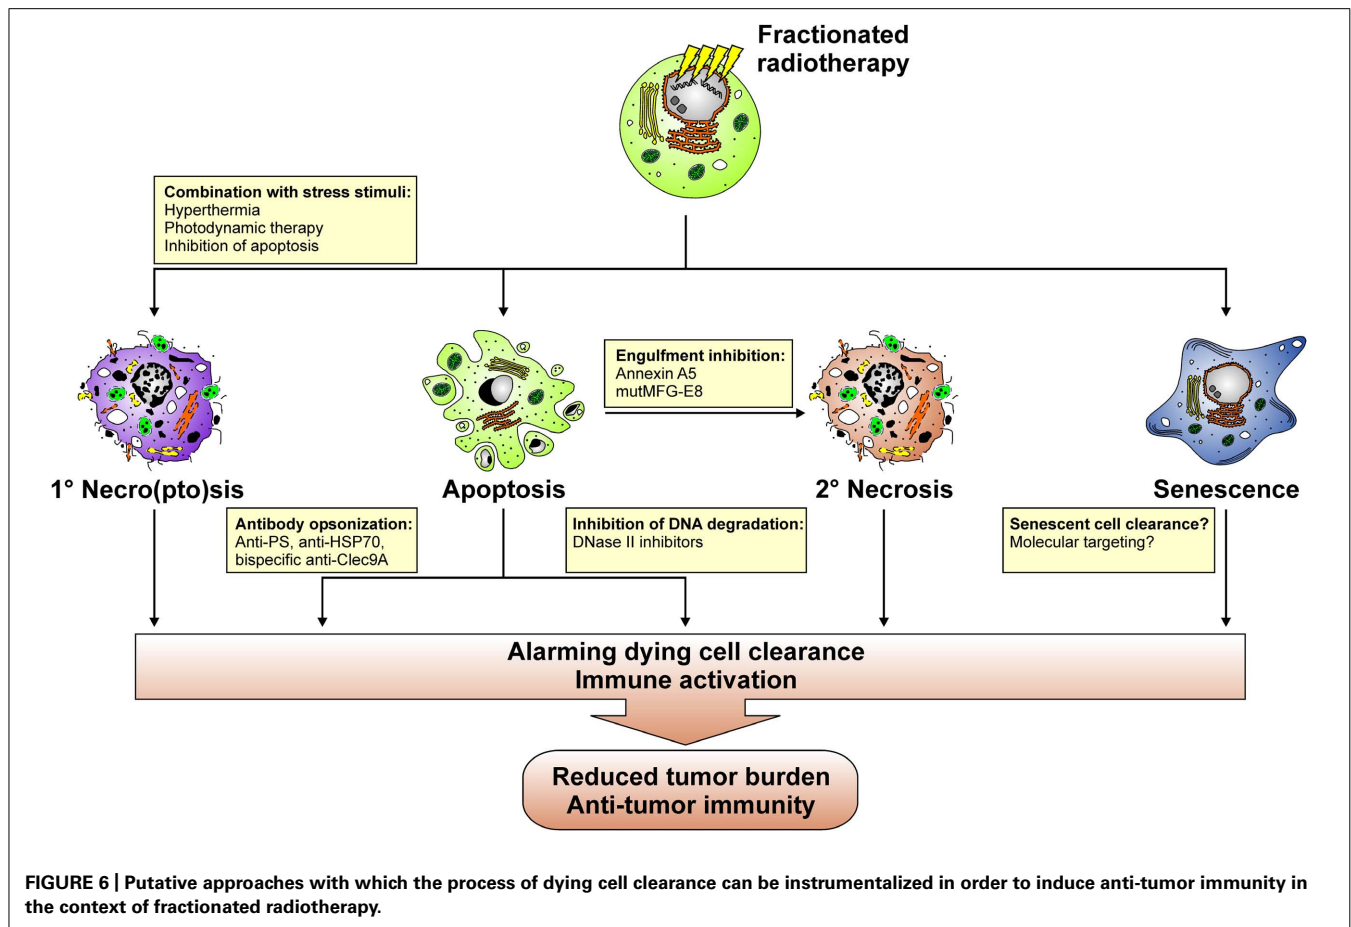 Fractionated
radiotherapy
Combination with stress stimuli:
Hyperthermia
Photodynamic therapy
Inhibition of apoptosis
Engulfment inhibition:
Annexin A5
mutMFG-E8
1° Necro(pto)sis
Apoptosis
2° Necrosis
Senescence
Antibody opsonization:
Anti-PS, anti-HSP70,
bispecific anti-Clec9A
Inhibition of DNA degradation:
DNase II inhibitors
Senescent cell clearance?
Molecular targeting?
Alarming dying cell clearance
Immune activation
Reduced tumor burden
Anti-tumor immunity
FIGURE 6 | Putative approaches with which the process of dying cell clearance can be instrumentalized in order to induce anti-tumor immunity in
the context of fractionated radiotherapy.